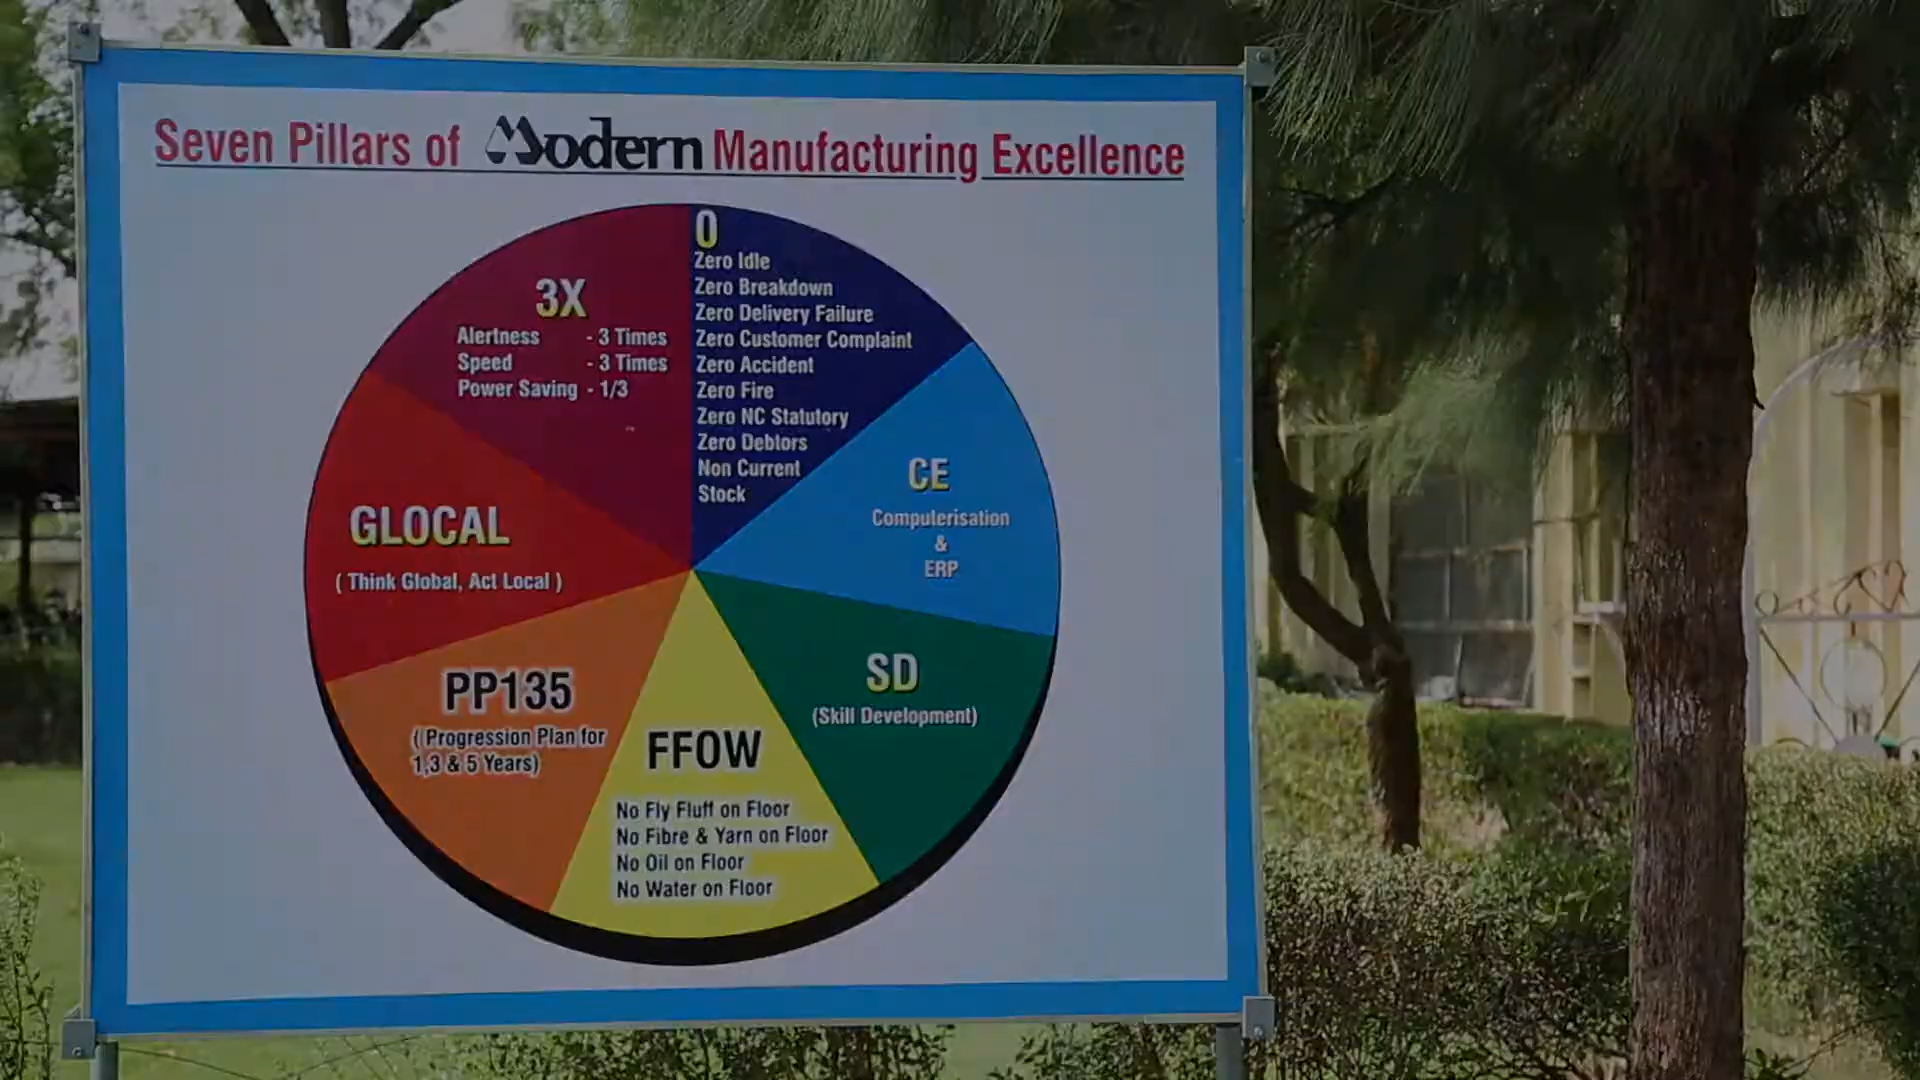 Seven Pillars of Modern Manufacturing Excellence
0
Zero Idle
Zero Breakdown
Zero Delivery Failure
Zero Customer Complaint
Zero Accident
Zero Fire
Zero NC Statutory
Zero Debtors
Non Current
Stock
CE
Computerisation
&
ERP
SD
(Skill Development)
FFOW
No Fly Fluff on Floor
No Fibre & Yarn on Floor
No Oil on Floor
No Water on Floor
PP135
( Progression Plan for
1,3 & 5 Years)
GLOCAL
( Think Global, Act Local )
3X
Alertness - 3 Times
Speed - 3 Times
Power Saving - 1/3